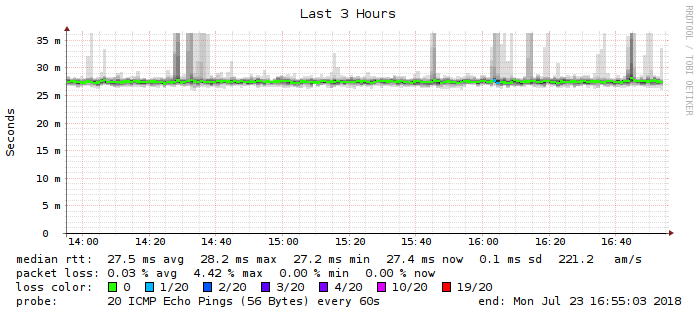 Last 3 Hours
RRDTOOL / TOBI OETIKER
Seconds
35 m
30 m
25 m
20 m
15 m
10 m
5 m
0
14:00 14:20 14:40 15:00 15:20 15:40 16:00 16:20 16:40
median rtt: 27.5 ms avg 28.2 ms max 27.2 ms min 27.4 ms now 0.1 ms sd 221.2 am/s
packet loss: 0.03 % avg 4.42 % max 0.00 % min 0.00 % now
loss color: 0 1/20 2/20 3/20 4/20 10/20 19/20
probe: 20 ICMP Echo Pings (56 Bytes) every 60s end: Mon Jul 23 16:55:03 2018